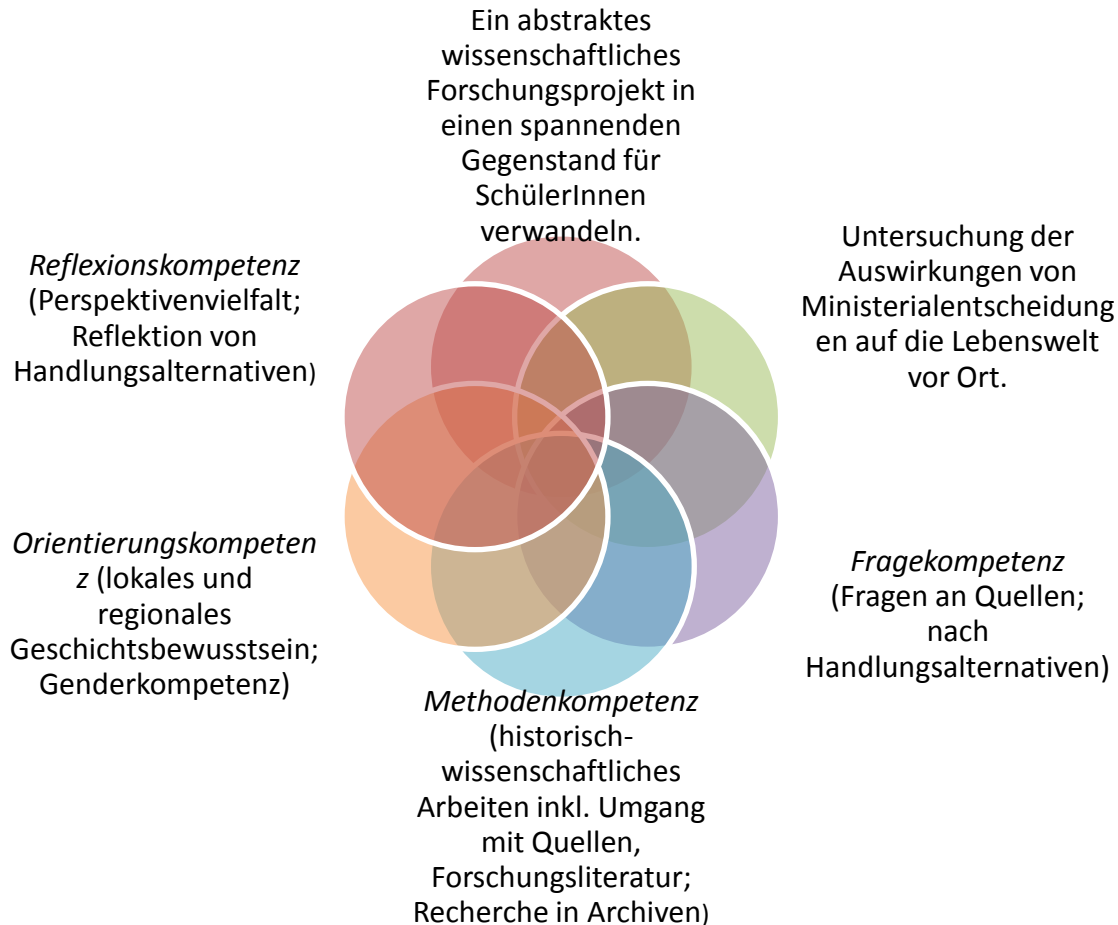 Ein abstraktes
wissenschaftliches
Forschungsprojekt in
einen spannenden
Gegenstand für
SchülerInnen
verwandeln.
Untersuchung der
Auswirkungen von
Ministerialentscheidung
en auf die Lebenswelt
vor Ort.
Fragekompetenz
(Fragen an Quellen;
nach
Handlungsalternativen)
Methodenkompetenz
(historisch-
wissenschaftliches
Arbeiten inkl. Umgang
mit Quellen,
Forschungsliteratur;
Recherche in Archiven)
Orientierungskompeten
z (lokales und
regionales
Geschichtsbewusstsein;
Genderkompetenz)
Reflexionskompetenz
(Perspektivenvielfalt;
Reflektion von
Handlungsalternativen)